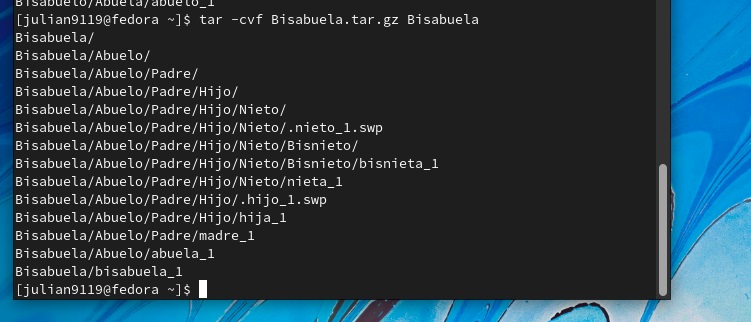 Bisabuela/Abuelo/abuelo_1
[julian9119@fedora ~]$ tar -cvf Bisabuela.tar.gz Bisabuela
Bisabuela/
Bisabuela/Abuelo/
Bisabuela/Abuelo/Padre/
Bisabuela/Abuelo/Padre/Hijo/
Bisabuela/Abuelo/Padre/Hijo/Nieto/
Bisabuela/Abuelo/Padre/Hijo/Nieto/.nieto_1.swp
Bisabuela/Abuelo/Padre/Hijo/Nieto/Bisnieto/
Bisabuela/Abuelo/Padre/Hijo/Nieto/Bisnieto/bisnieta_1
Bisabuela/Abuelo/Padre/Hijo/Nieto/nieta_1
Bisabuela/Abuelo/Padre/Hijo/.hijo_1.swp
Bisabuela/Abuelo/Padre/Hijo/hija_1
Bisabuela/Abuelo/Padre/madre_1
Bisabuela/Abuelo/abuela_1
Bisabuela/bisabuela_1
[julian9119@fedora ~]$